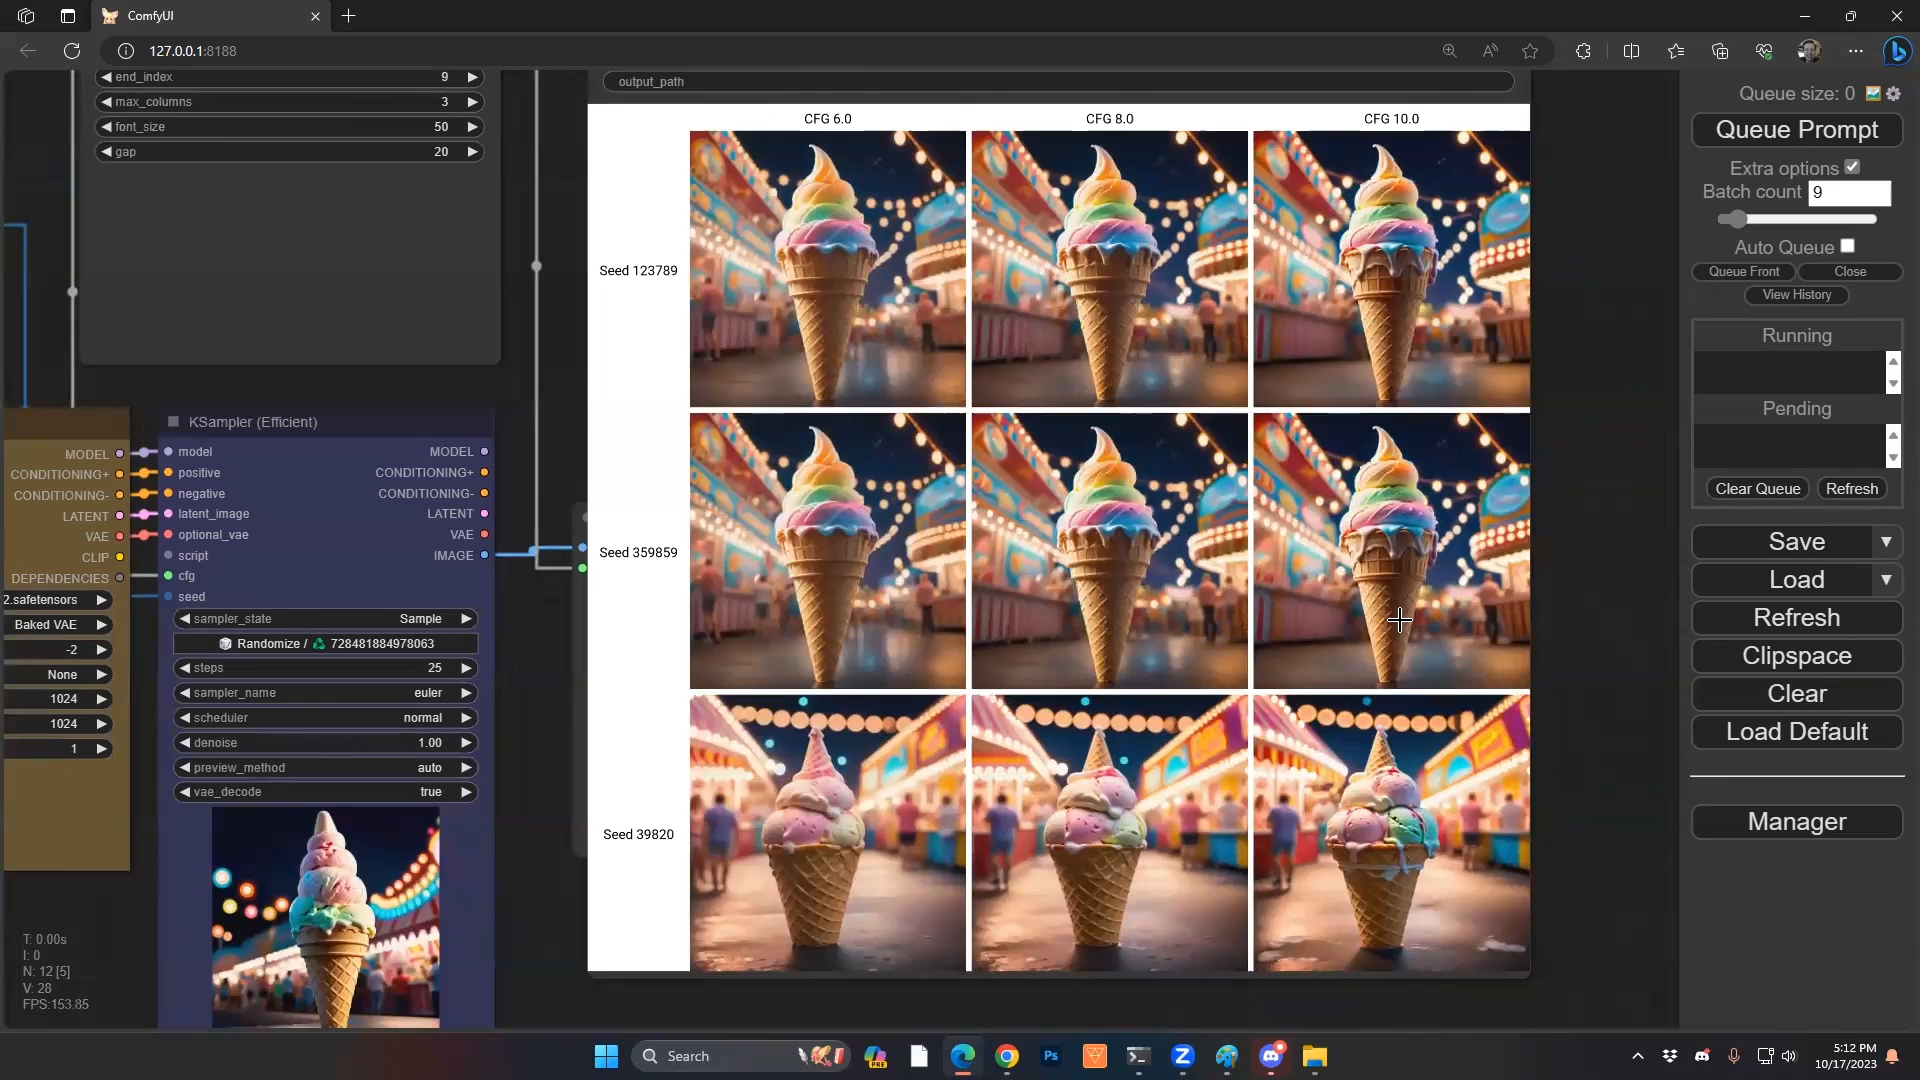 ComfyUI
127.0.0.1:8188
end_index 9
max_columns 3
font_size 50
gap 20
output_path
CFG 6.0 CFG 8.0 CFG 10.0
Seed 123789
Seed 359859
Seed 39820
MODEL
CONDITIONING+
CONDITIONING-
LATENT
VAE
CLIP
DEPENDENCIES
2.safetensors
Baked VAE
-2
None
1024
1024
1
KSampler (Efficient)
model MODEL
positive CONDITIONING+
negative CONDITIONING-
latent_image LATENT
optional_vae VAE
script IMAGE
cfg
seed
sampler_state Sample
Randomize / 728481884978063
steps 25
sampler_name euler
scheduler normal
denoise 1.00
preview_method auto
vae_decode true
T: 0.00s
I: 0
N: 12 [5]
V: 28
FPS:153.85
Queue size: 0
Queue Prompt
Extra options
Batch count 9
Auto Queue
Queue Front Close
View History
Running
Pending
Clear Queue Refresh
Save
Load
Refresh
Clipspace
Clear
Load Default
Manager
Search
PRE
Ps
Z
5:12 PM
10/17/2023